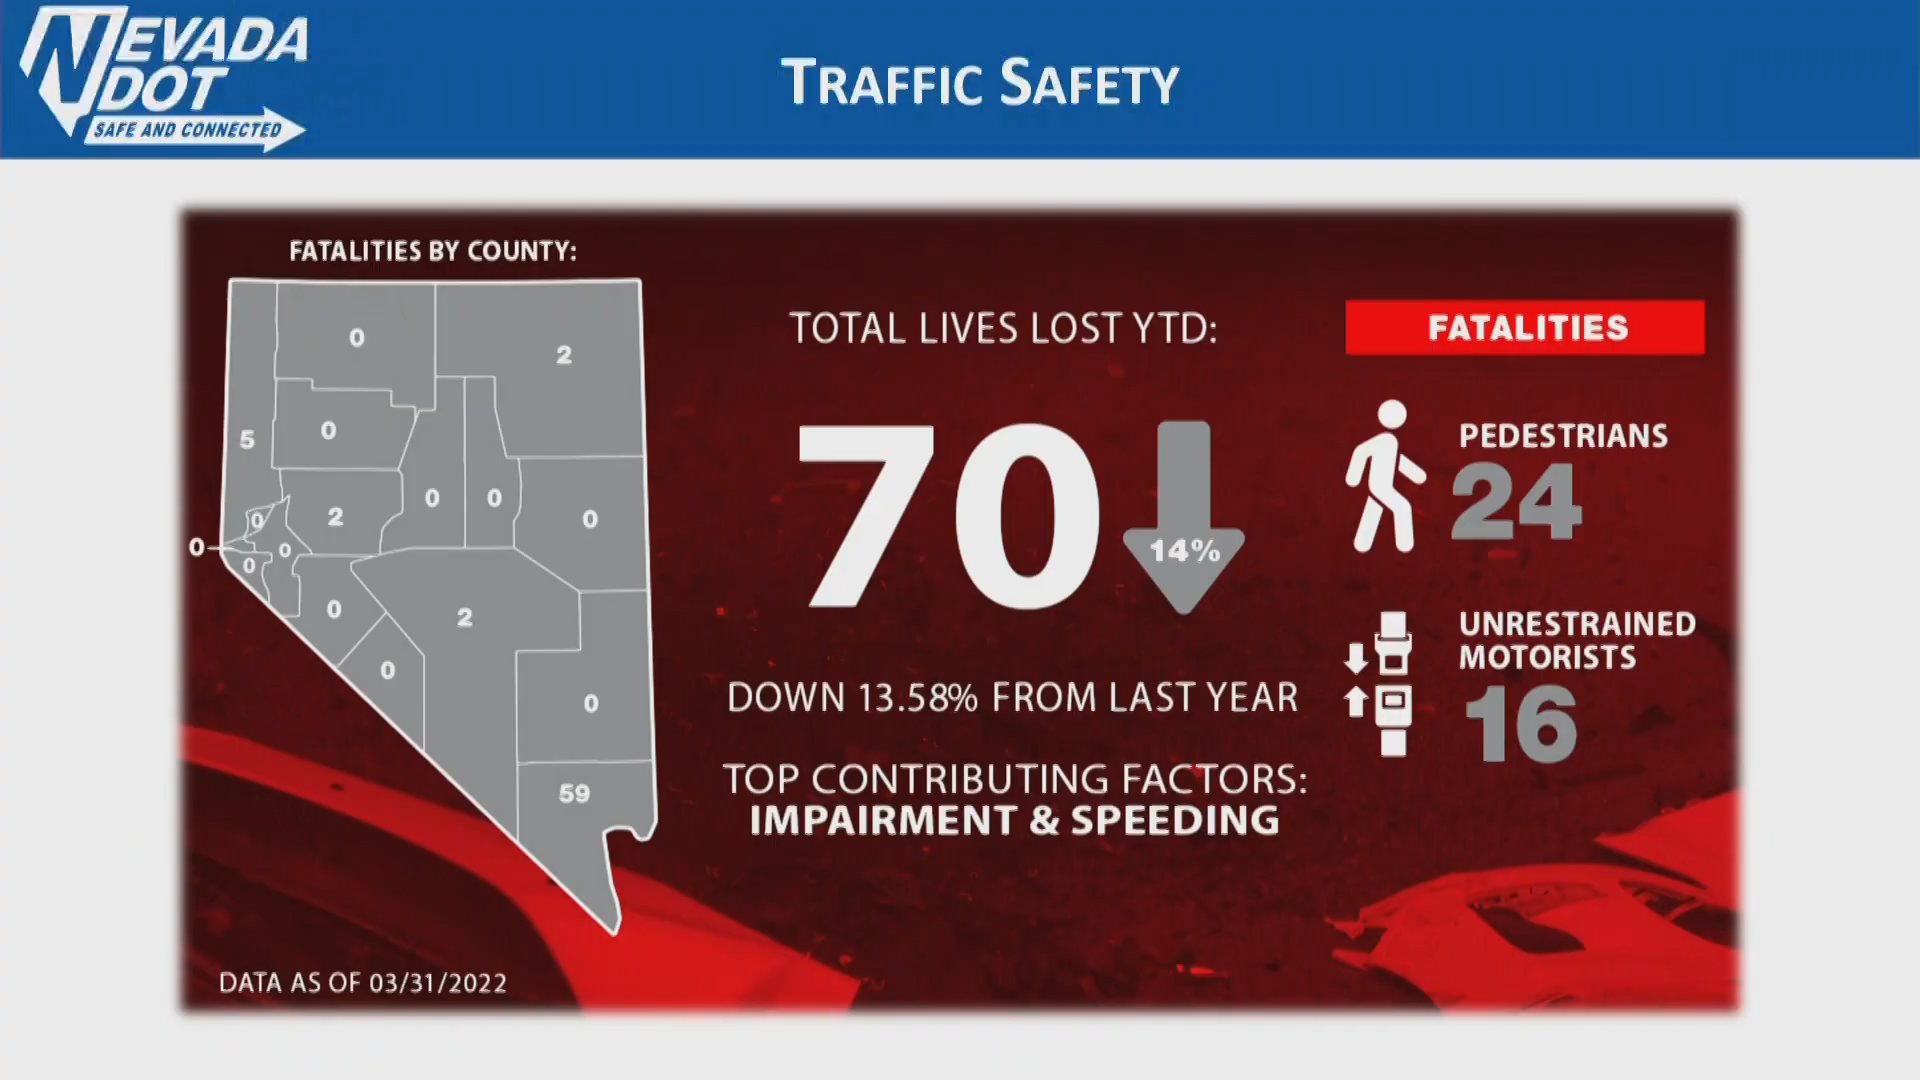 NEVADA
DOT
SAFE AND CONNECTED
TRAFFIC SAFETY
FATALITIES BY COUNTY:
0
2
5
0
0
0
0
2
0
0
0
0
0
0
2
0
0
59
DATA AS OF 03/31/2022
TOTAL LIVES LOST YTD:
70
14%
DOWN 13.58% FROM LAST YEAR
TOP CONTRIBUTING FACTORS:
IMPAIRMENT & SPEEDING
FATALITIES
PEDESTRIANS
24
UNRESTRAINED
MOTORISTS
16